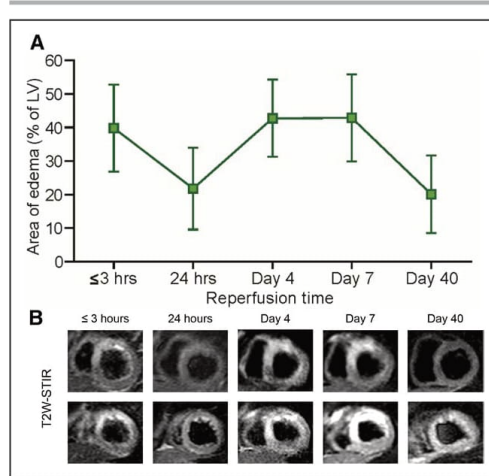 A
60
50
40
30
20
10
0
Area of edema (% of LV)
≤3 hrs 24 hrs Day 4 Day 7 Day 40
Reperfusion time
B
≤ 3 hours 24 hours Day 4 Day 7 Day 40
T2W-STIR